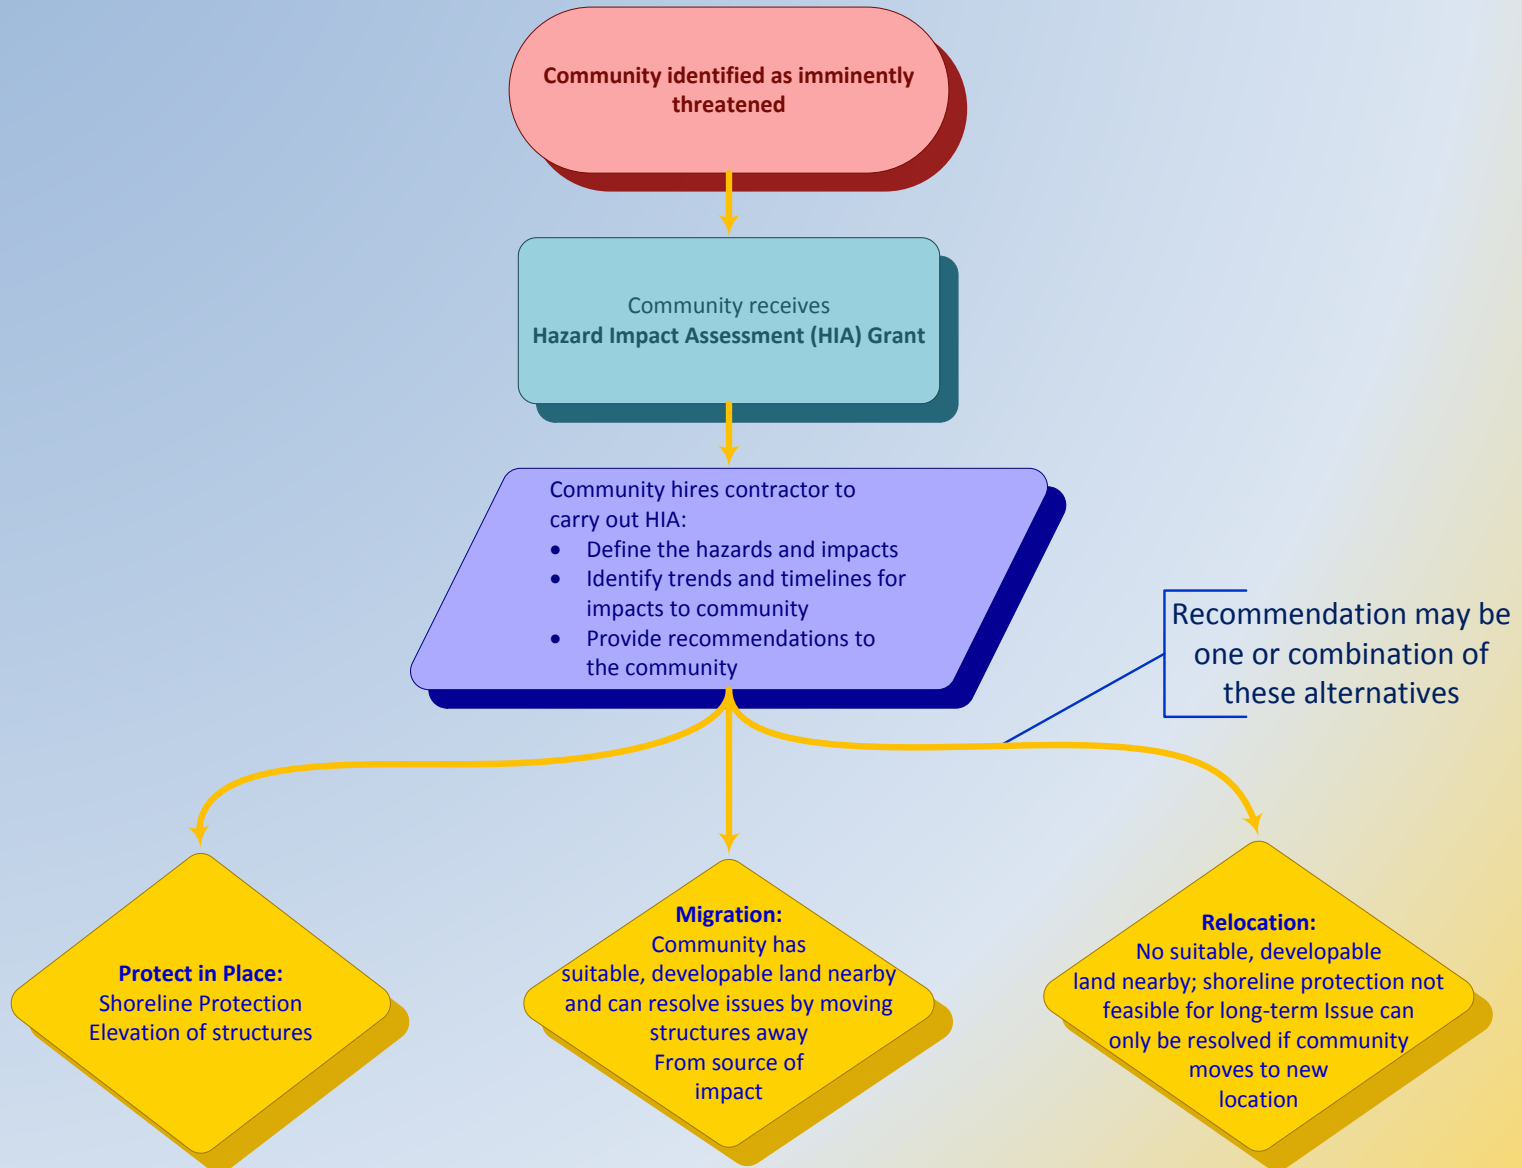 Community identified as imminently
threatened
Community receives
Hazard Impact Assessment (HIA) Grant
Community hires contractor to
carry out HIA:
• Define the hazards and impacts
• Identify trends and timelines for
impacts to community
• Provide recommendations to
the community
Recommendation may be
one or combination of
these alternatives
Protect in Place:
Shoreline Protection
Elevation of structures
Migration:
Community has
suitable, developable land nearby
and can resolve issues by moving
structures away
From source of
impact
Relocation:
No suitable, developable
land nearby; shoreline protection not
feasible for long-term Issue can
only be resolved if community
moves to new
location